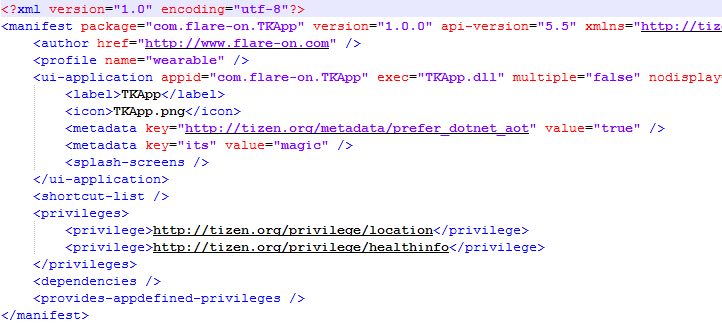 <?xml version="1.0" encoding="utf-8"?>
<manifest package="com.flare-on.TKApp" version="1.0.0" api-version="5.5" xmlns="http://tiz
<author href="http://www.flare-on.com" />
<profile name="wearable" />
<ui-application appid="com.flare-on.TKApp" exec="TKApp.dll" multiple="false" nodisplay
<label>TKApp</label>
<icon>TKApp.png</icon>
<metadata key="http://tizen.org/metadata/prefer_dotnet_aot" value="true" />
<metadata key="its" value="magic" />
<splash-screens />
</ui-application>
<shortcut-list />
<privileges>
<privilege>http://tizen.org/privilege/location</privilege>
<privilege>http://tizen.org/privilege/healthinfo</privilege>
</privileges>
<dependencies />
<provides-appdefined-privileges />
</manifest>